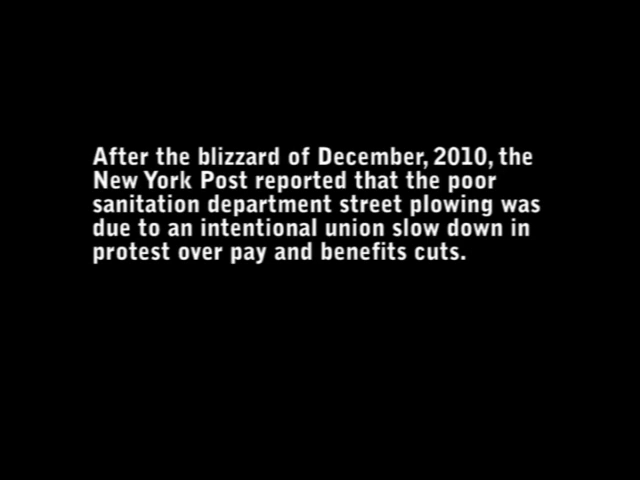 After the blizzard of December, 2010, the
New York Post reported that the poor
sanitation department street plowing was
due to an intentional union slow down in
protest over pay and benefits cuts.